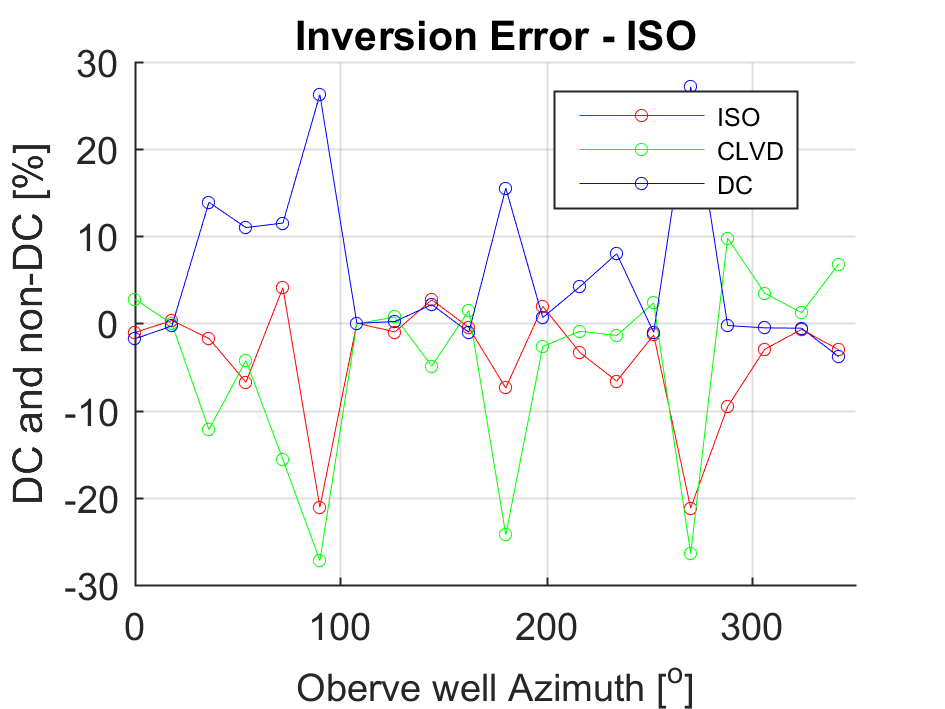 Inversion Error - ISO
DC and non-DC [%]
30
20
10
0
-10
-20
-30
ISO
CLVD
DC
0
100
200
300
Oberve well Azimuth [o]